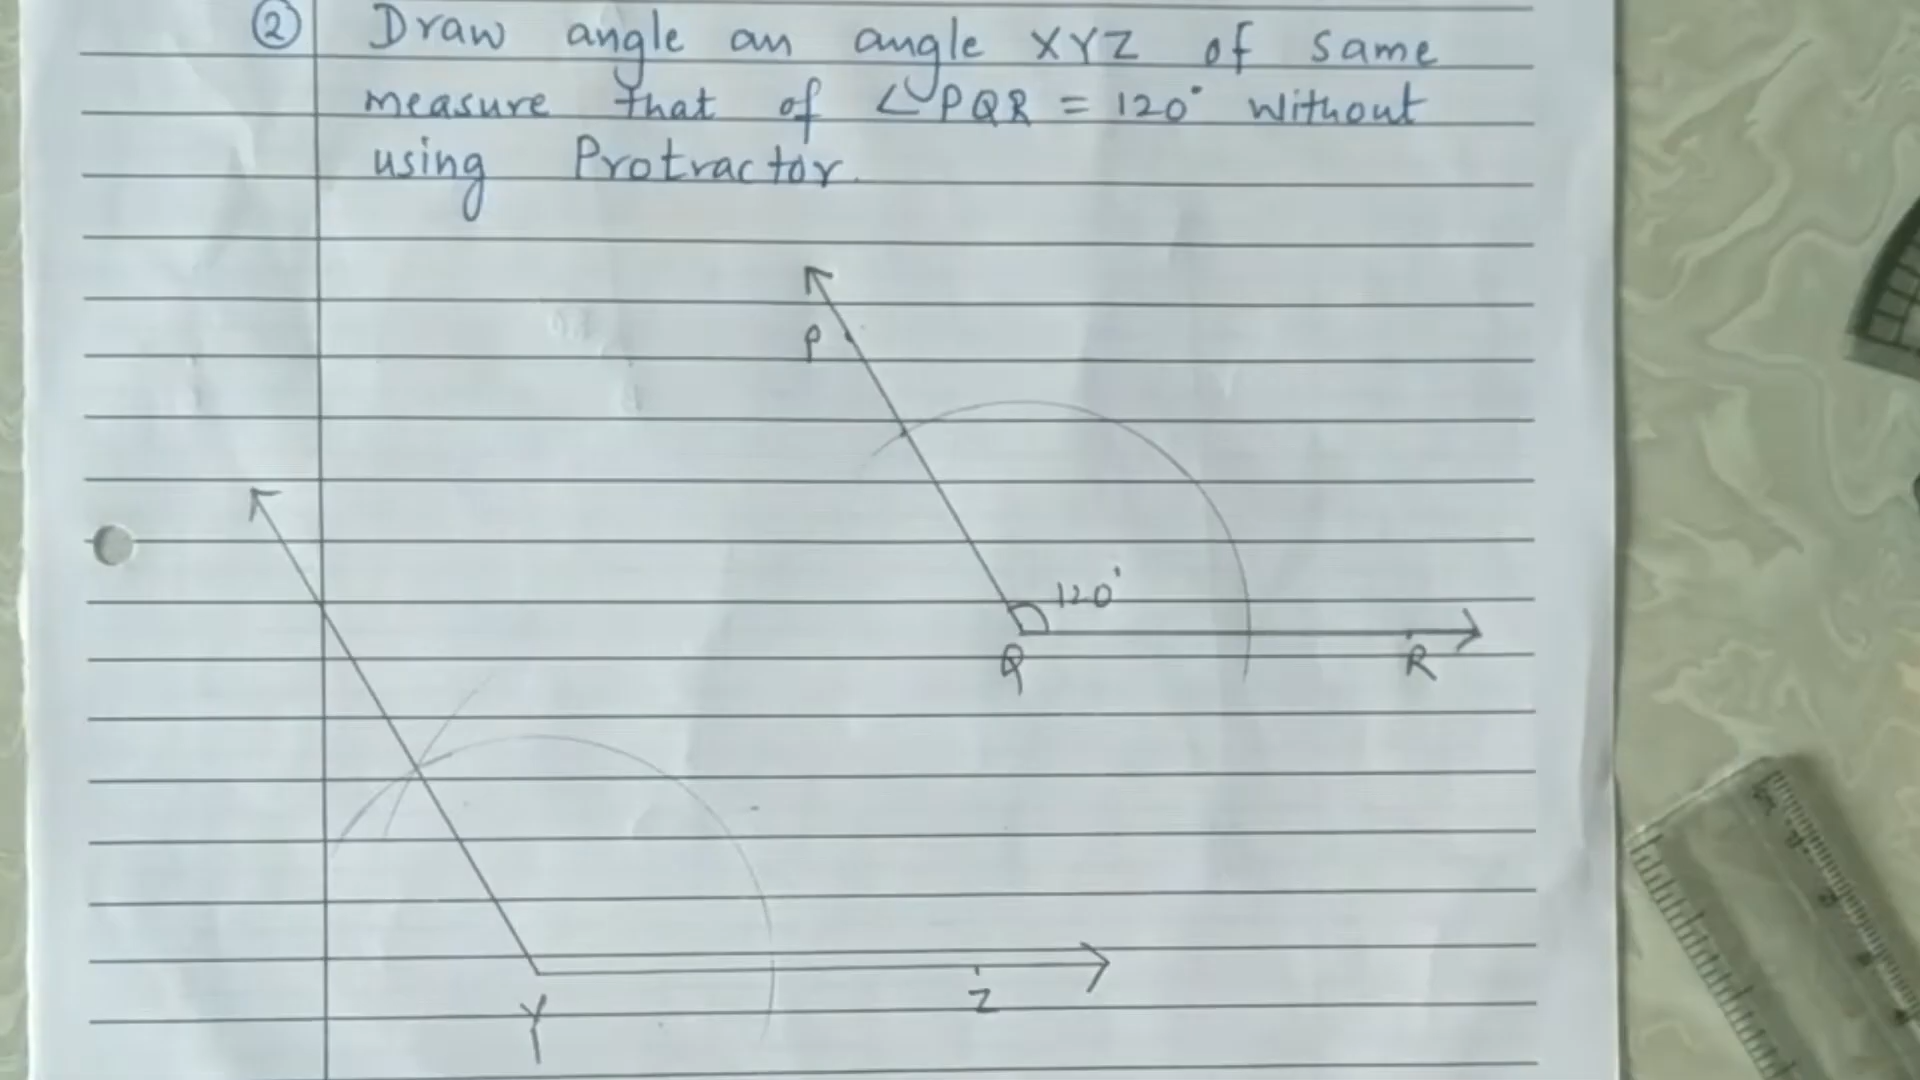 ② Draw angle an angle XYZ of same
measure that of ∠PQR = 120° without
using Protractor.
P
120°
Q
R
Y
Z